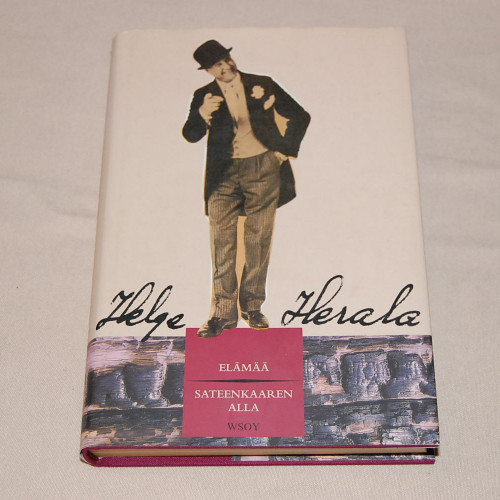 Helge Herala
ELÄMÄÄ
SATEENKAAREN
ALLA
WSOY